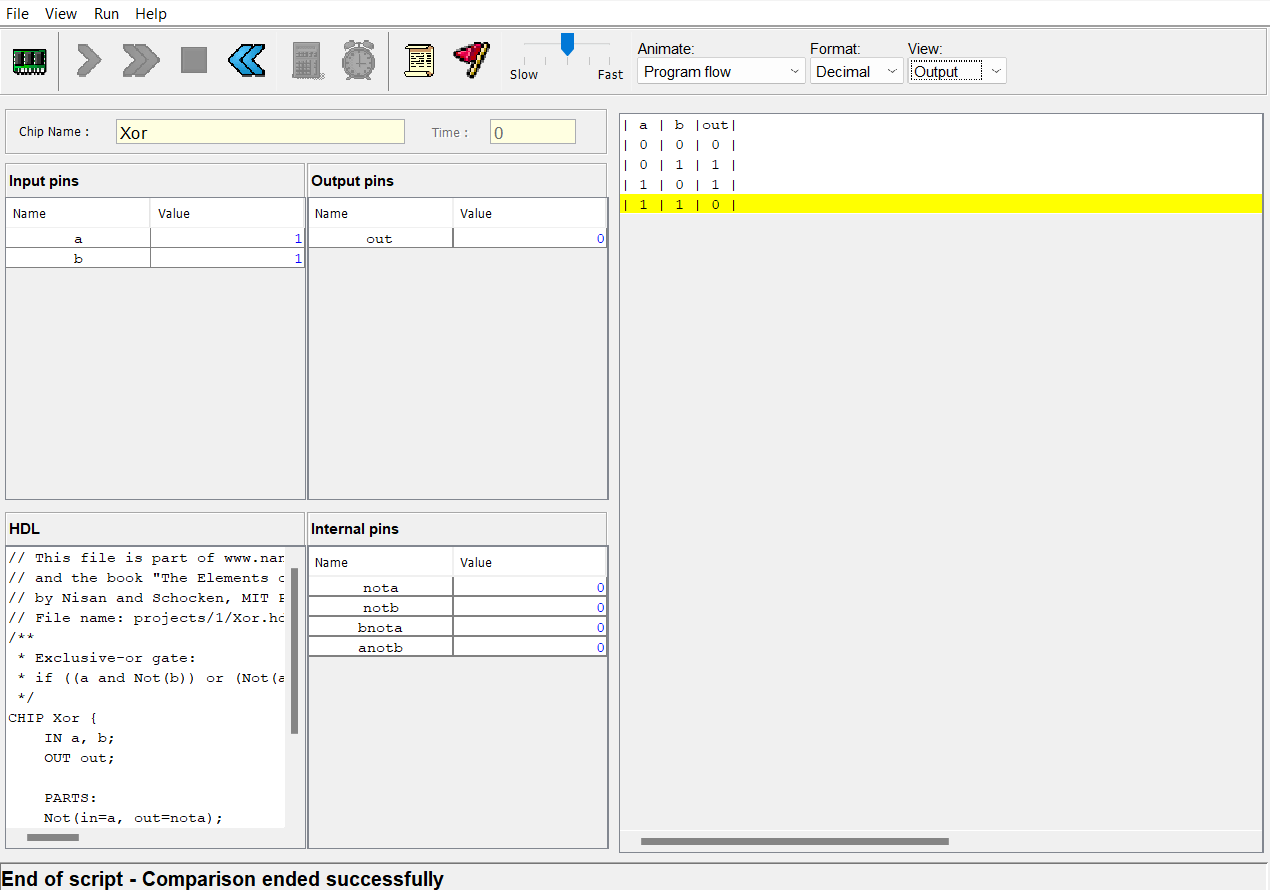 File View Run Help
Animate: Format: View:
Slow Fast Program flow Decimal Output
Chip Name : Xor Time : 0
Input pins
Name Value
a 1
b 1
Output pins
Name Value
out 0
HDL
// This file is part of www.nan
// and the book "The Elements o
// by Nisan and Schocken, MIT P
// File name: projects/1/Xor.hd
/**
* Exclusive-or gate:
* if ((a and Not(b)) or (Not(a
*/
CHIP Xor {
IN a, b;
OUT out;
PARTS:
Not(in=a, out=nota);
Internal pins
Name Value
nota 0
notb 0
bnota 0
anotb 0
| a | b |out|
| 0 | 0 | 0 |
| 0 | 1 | 1 |
| 1 | 0 | 1 |
| 1 | 1 | 0 |
End of script - Comparison ended successfully